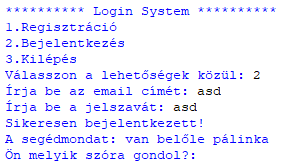 ********** Login System **********
1.Regisztráció
2.Bejelentkezés
3.Kilépés
Válasszon a lehetőségek közül: 2
Írja be az email címét: asd
Írja be a jelszavát: asd
Sikeresen bejelentkezett!
A segédmondat: van belőle pálinka
Ön melyik szóra gondol?: